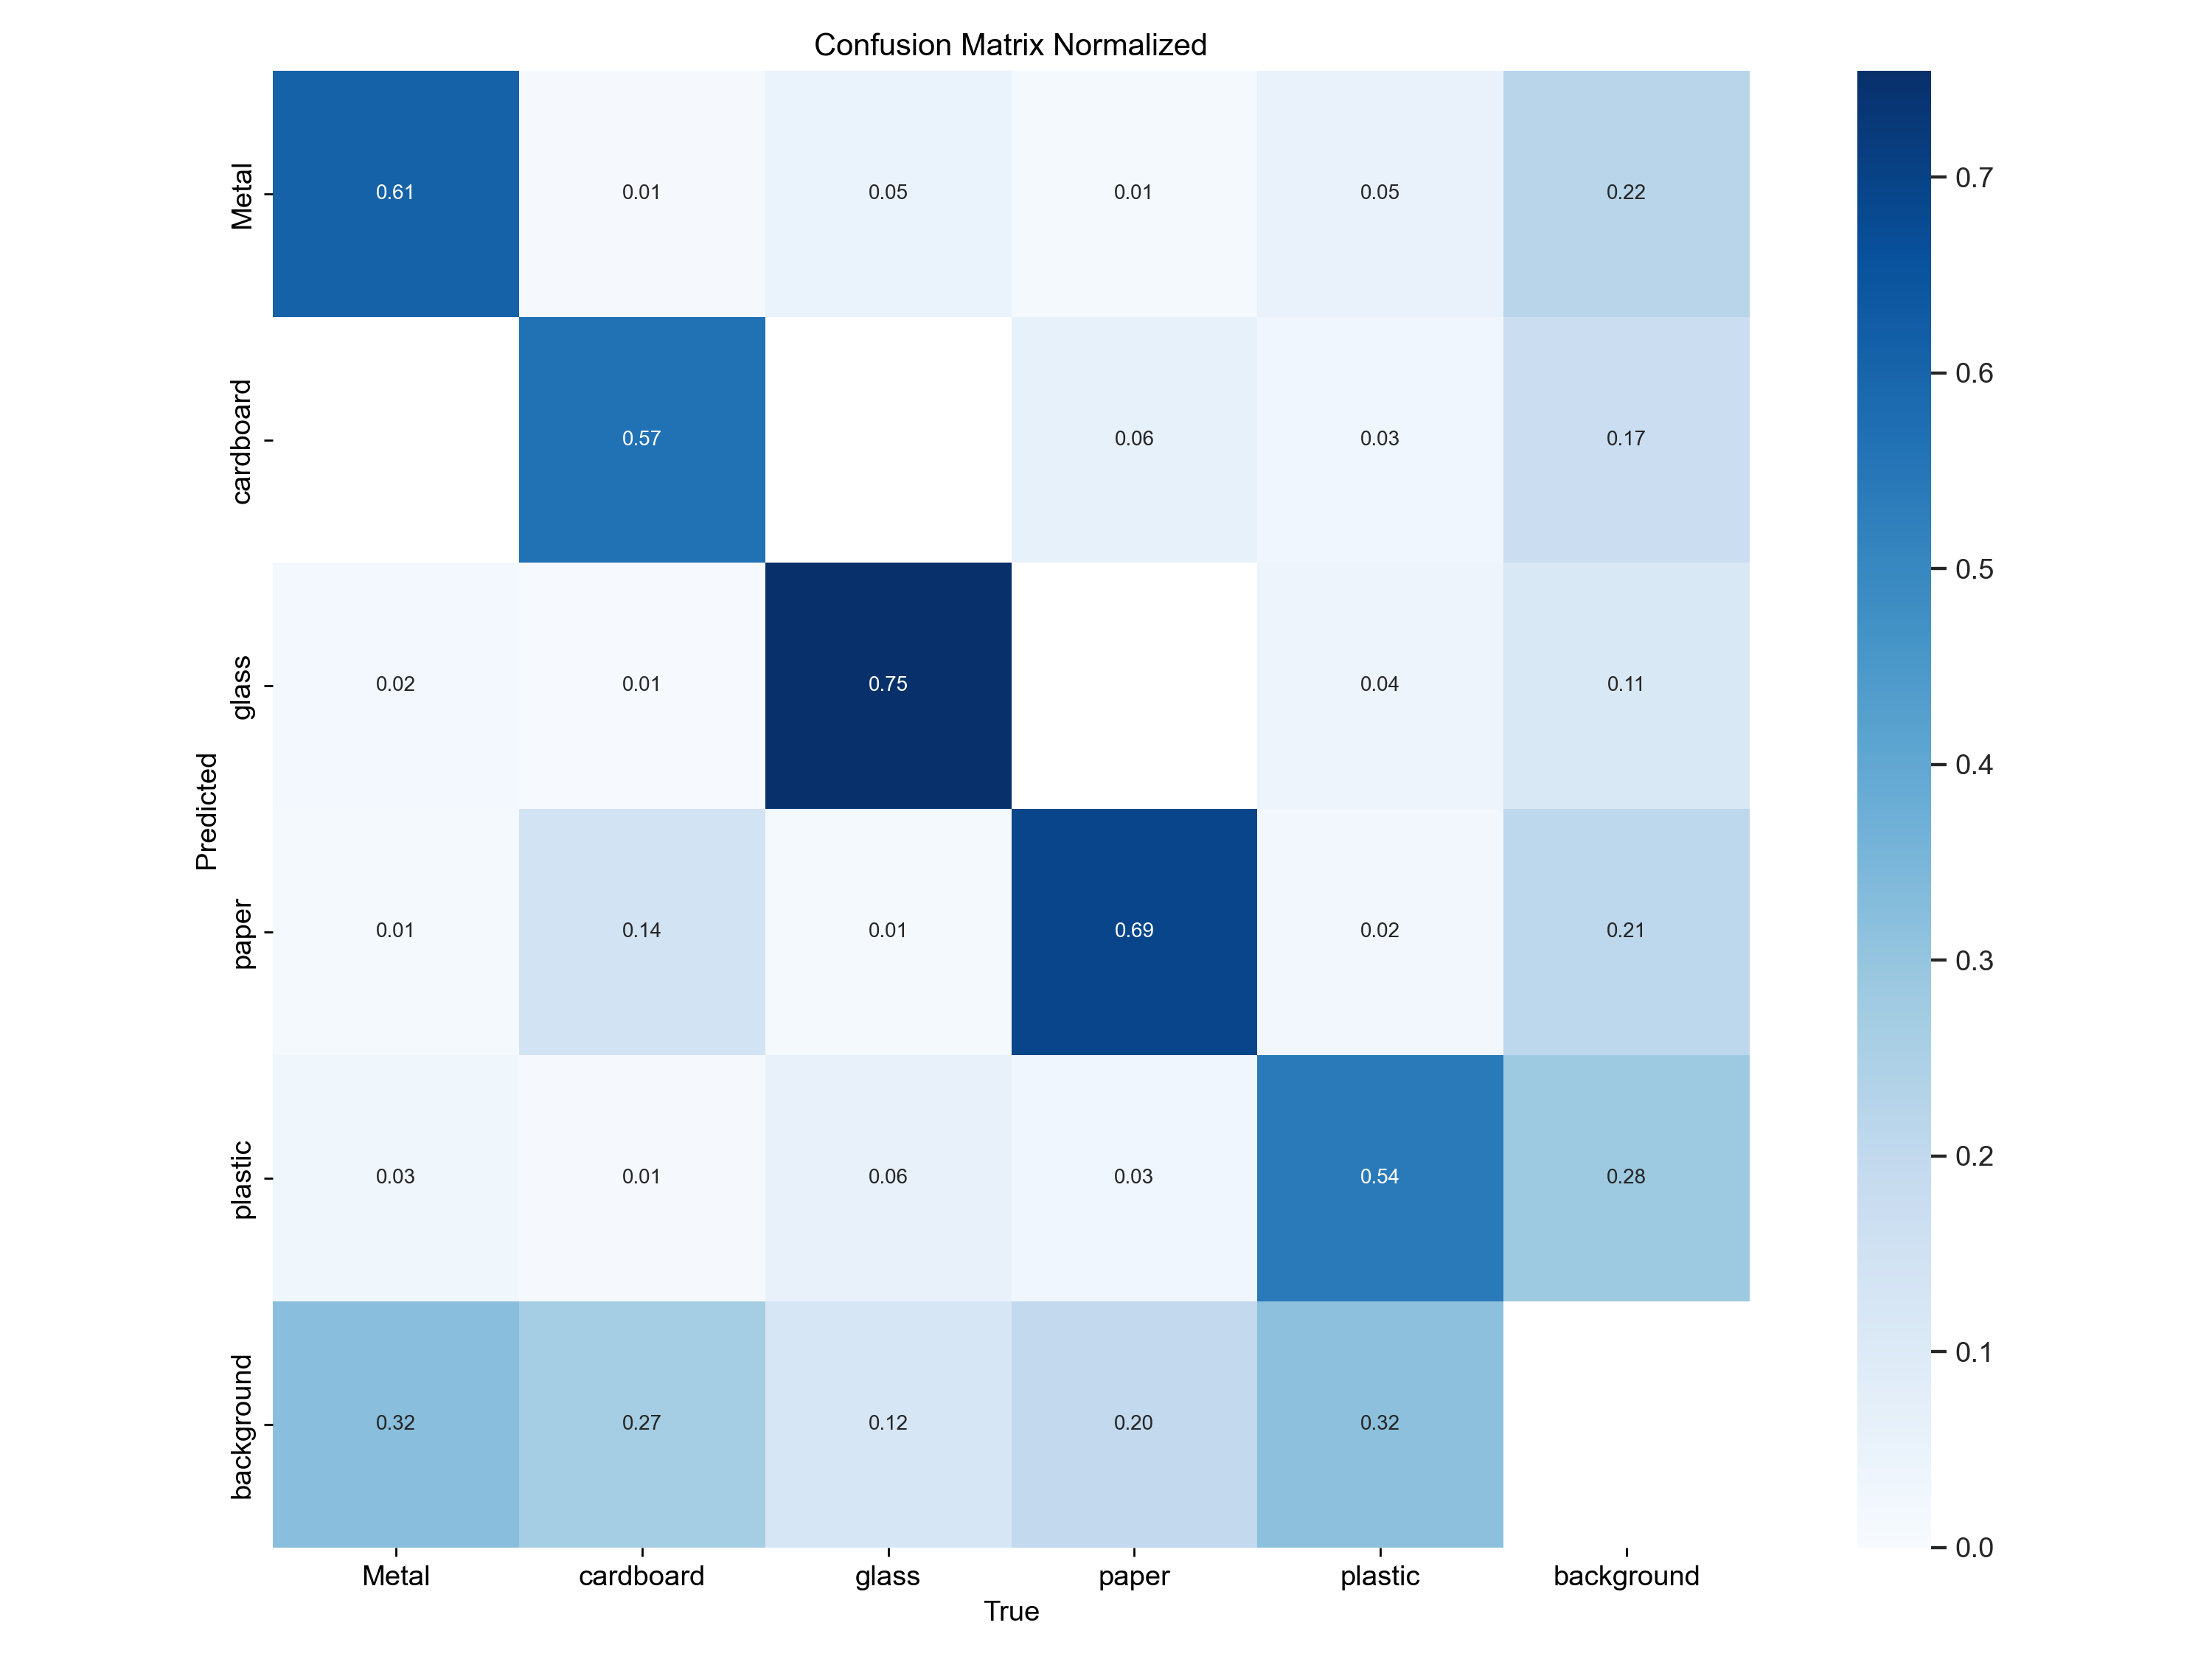 Confusion Matrix Normalized
Metal
0.61
0.01
0.05
0.01
0.05
0.22
cardboard
0.57
0.06
0.03
0.17
glass
0.02
0.01
0.75
0.04
0.11
paper
0.01
0.14
0.01
0.69
0.02
0.21
plastic
0.03
0.01
0.06
0.03
0.54
0.28
background
0.32
0.27
0.12
0.20
0.32
Predicted
Metal
cardboard
glass
paper
plastic
background
True
0.7
0.6
0.5
0.4
0.3
0.2
0.1
0.0